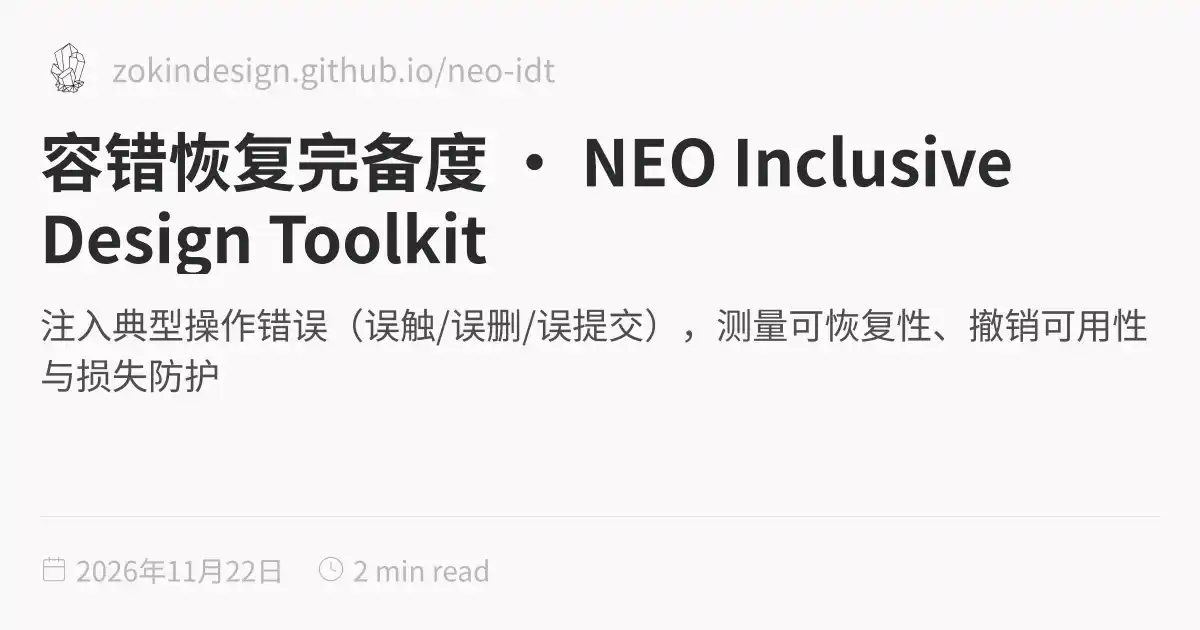 zokindesign.github.io/neo-idt
容错恢复完备度 · NEO Inclusive
Design Toolkit
注入典型操作错误（误触/误删/误提交），测量可恢复性、撤销可用性
与损失防护
2026年11月22日 2 min read